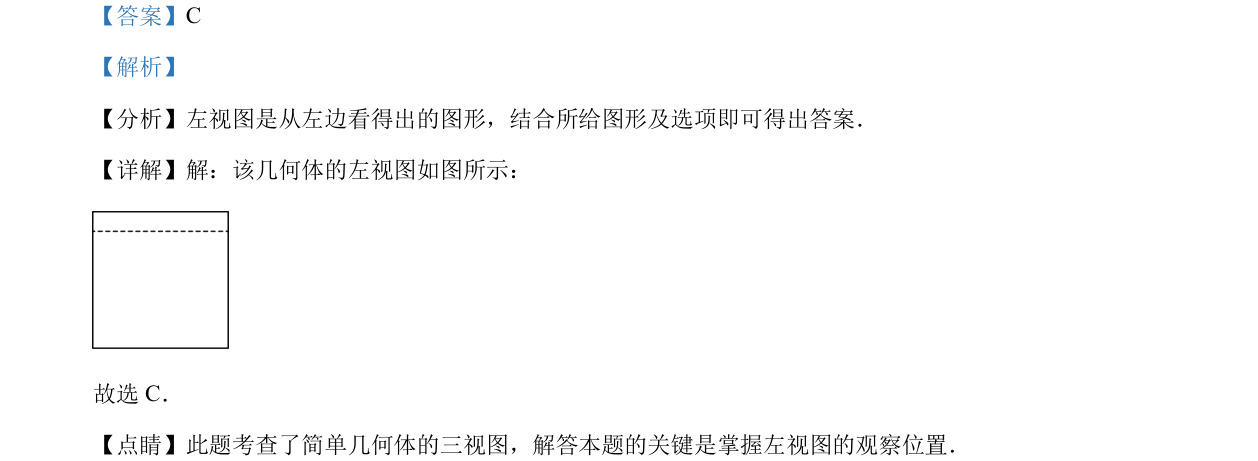 【答案】C
【解析】
【分析】左视图是从左边看得出的图形，结合所给图形及选项即可得出答案．
【详解】解：该几何体的左视图如图所示：
故选 C．
【点睛】此题考查了简单几何体的三视图，解答本题的关键是掌握左视图的观察位置．